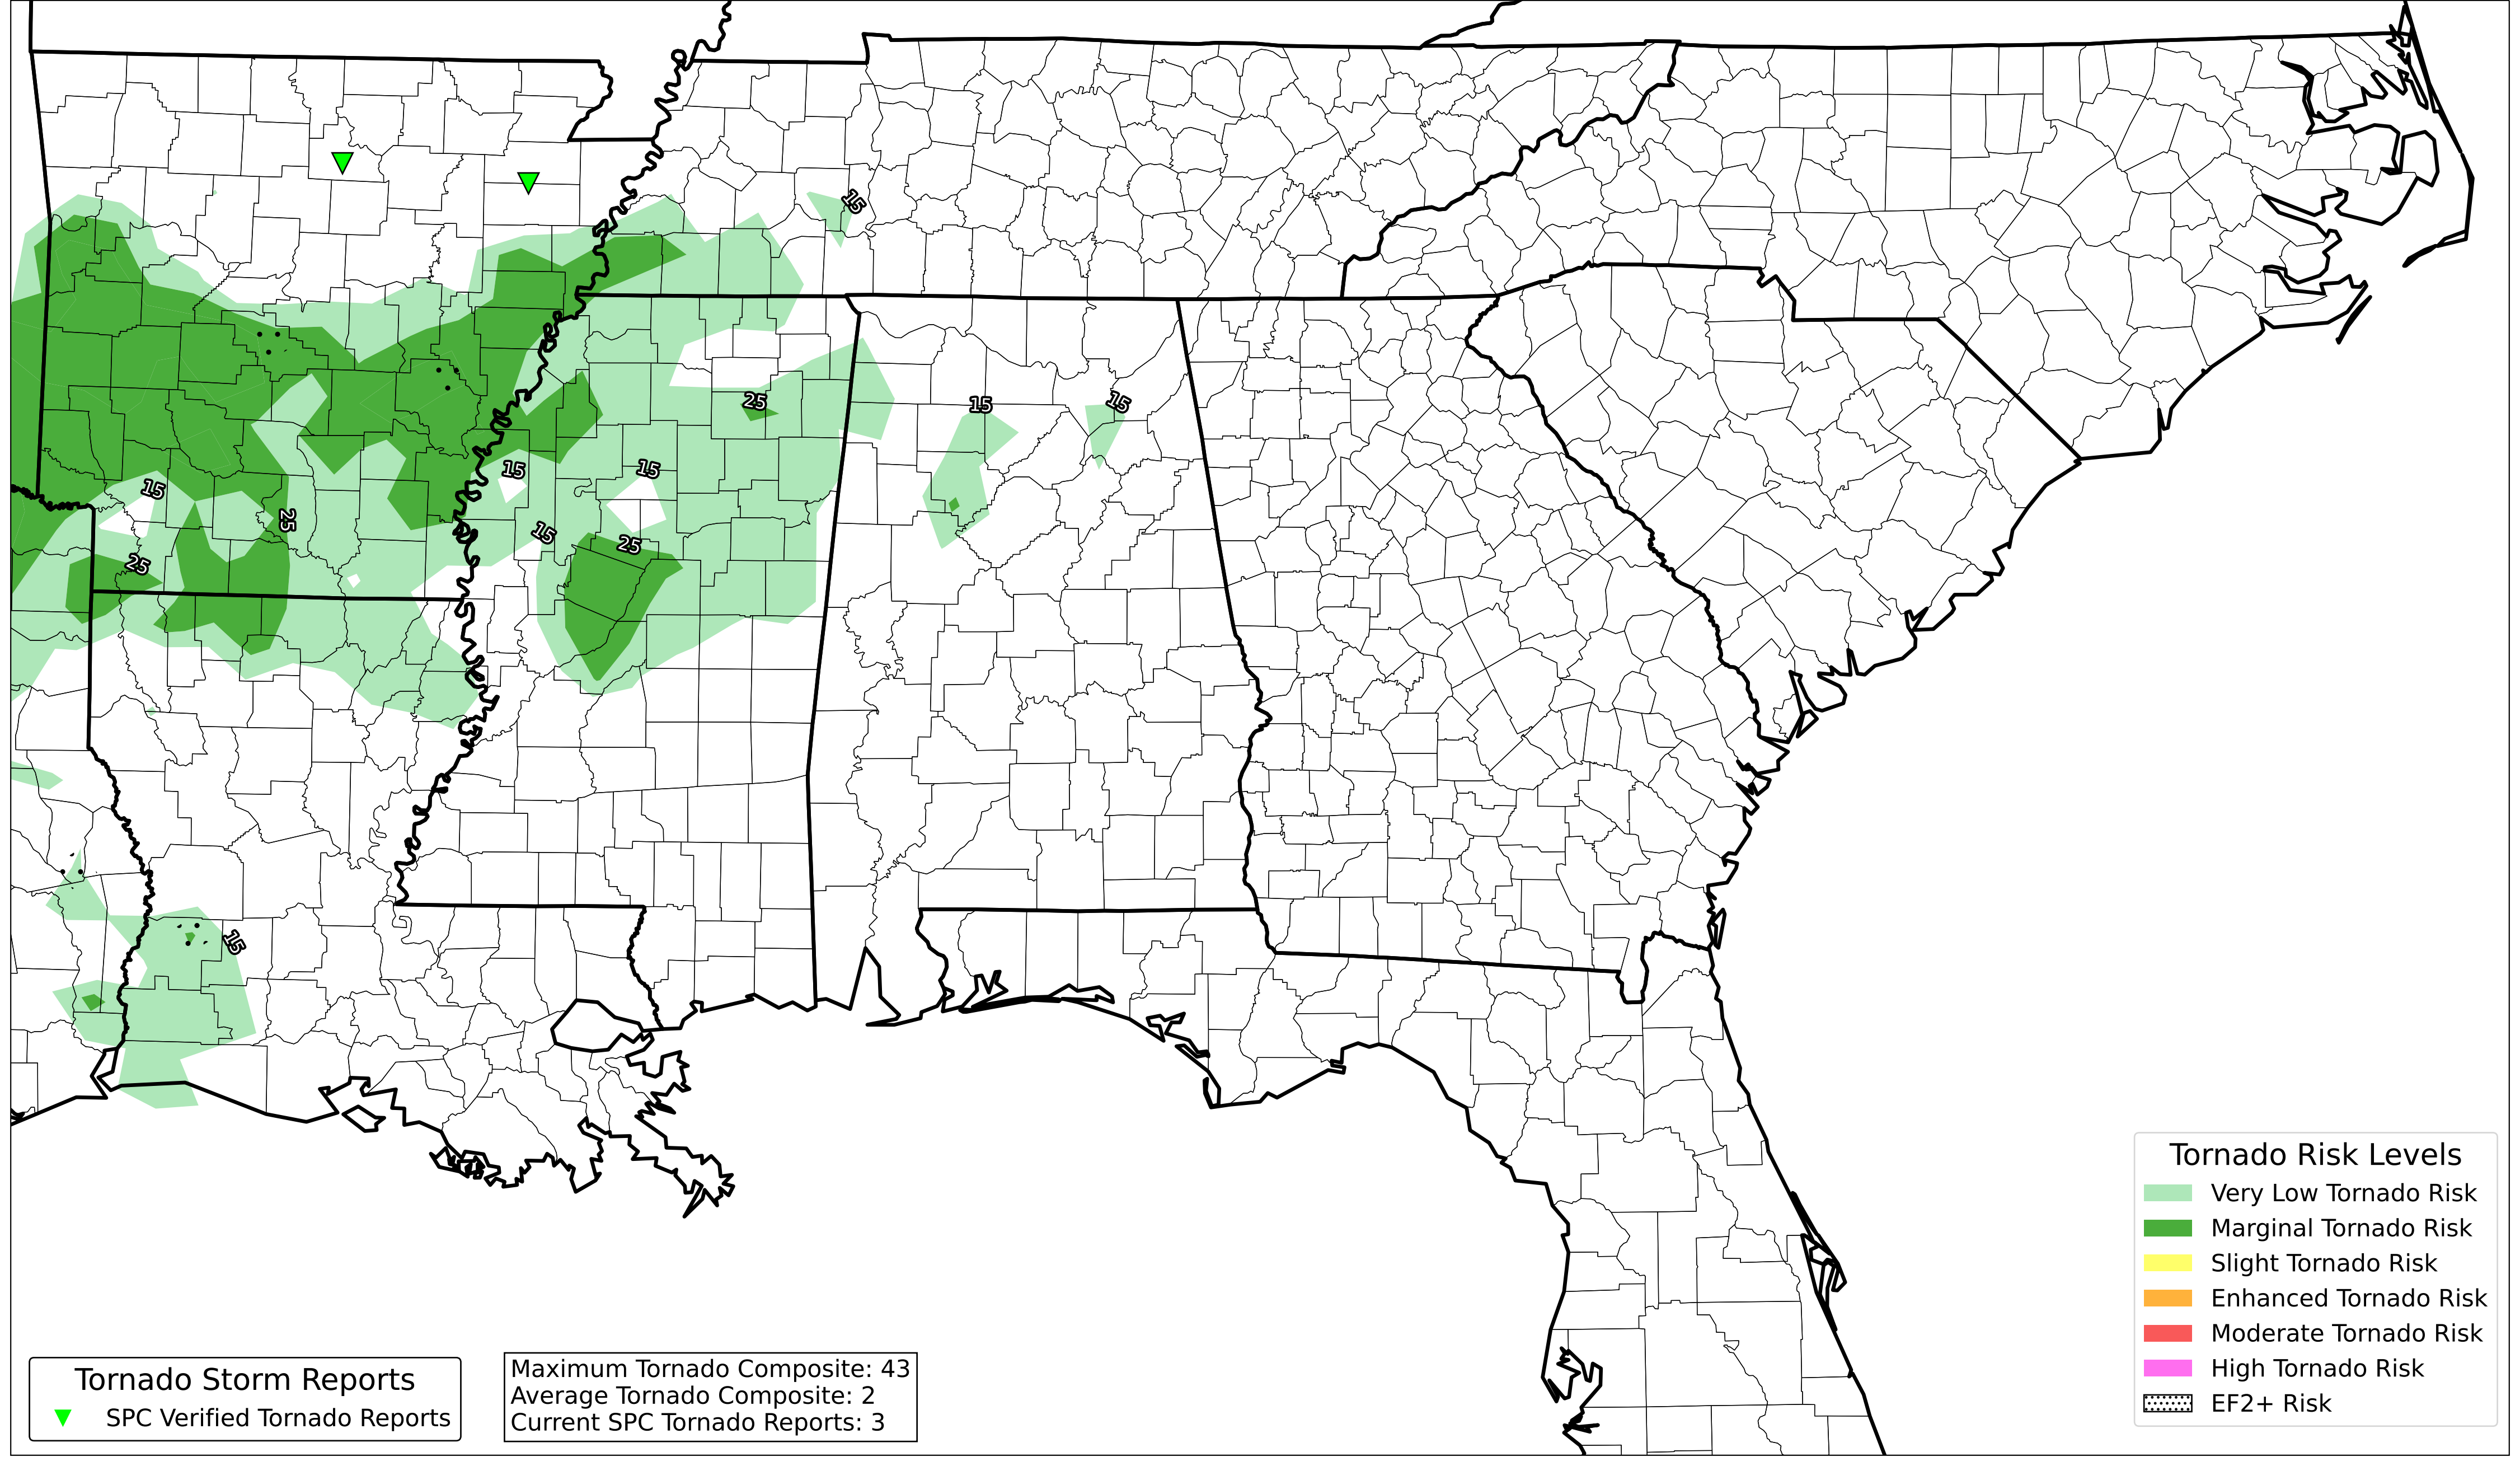 15
15
15
25
15
15
15
25
15
25
25
15
Tornado Risk Levels
Very Low Tornado Risk
Marginal Tornado Risk
Slight Tornado Risk
Enhanced Tornado Risk
Moderate Tornado Risk
High Tornado Risk
EF2+ Risk
Tornado Storm Reports
SPC Verified Tornado Reports
Maximum Tornado Composite: 43
Average Tornado Composite: 2
Current SPC Tornado Reports: 3